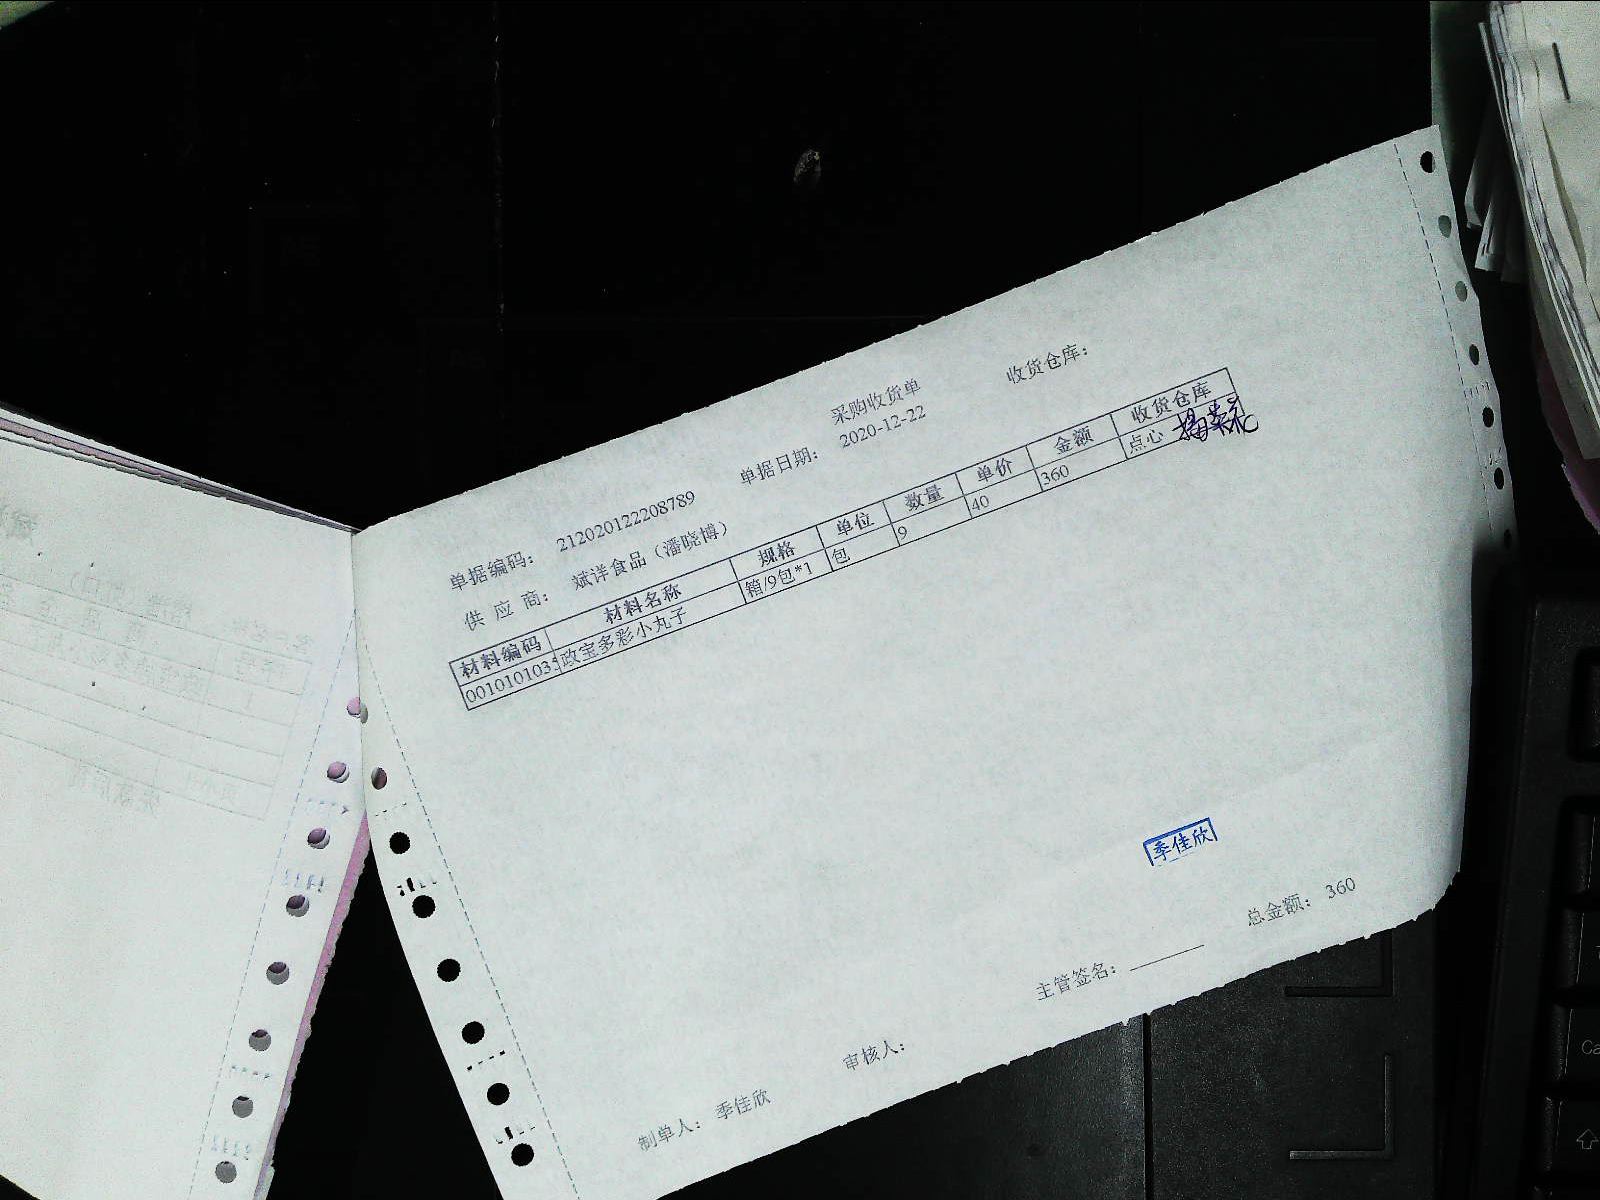 采购收货单
收货仓库：
单据编码： 212020122208789 单据日期： 2020-12-22
供 应 商： 斌洋食品（潘晓博）
材料编码 材料名称 规格 单位 数量 单价 金额 收货仓库
0010101035 政宝多彩小丸子 箱/9包*1 包 9 40 360 点心
季佳欣
总金额： 360
主管签名：
审核人：
制单人： 季佳欣